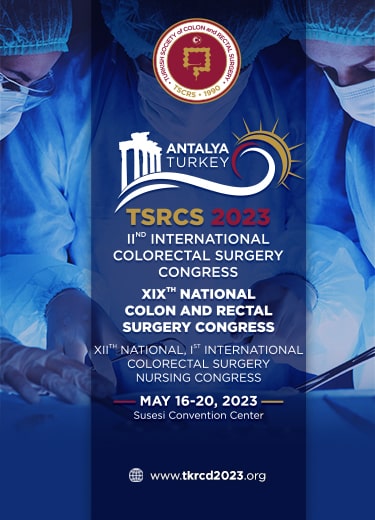 TURKISH SOCIETY of COLON and RECTAL SURGERY
TSCRS • 1990
ANTALYA
TURKEY
TSRCS 2023
IIND INTERNATIONAL
COLORECTAL SURGERY
CONGRESS
XIXTH NATIONAL
COLON AND RECTAL
SURGERY CONGRESS
XIITH NATIONAL, IST INTERNATIONAL
COLORECTAL SURGERY
NURSING CONGRESS
MAY 16-20, 2023
Susesi Convention Center
www.tkrcd2023.org